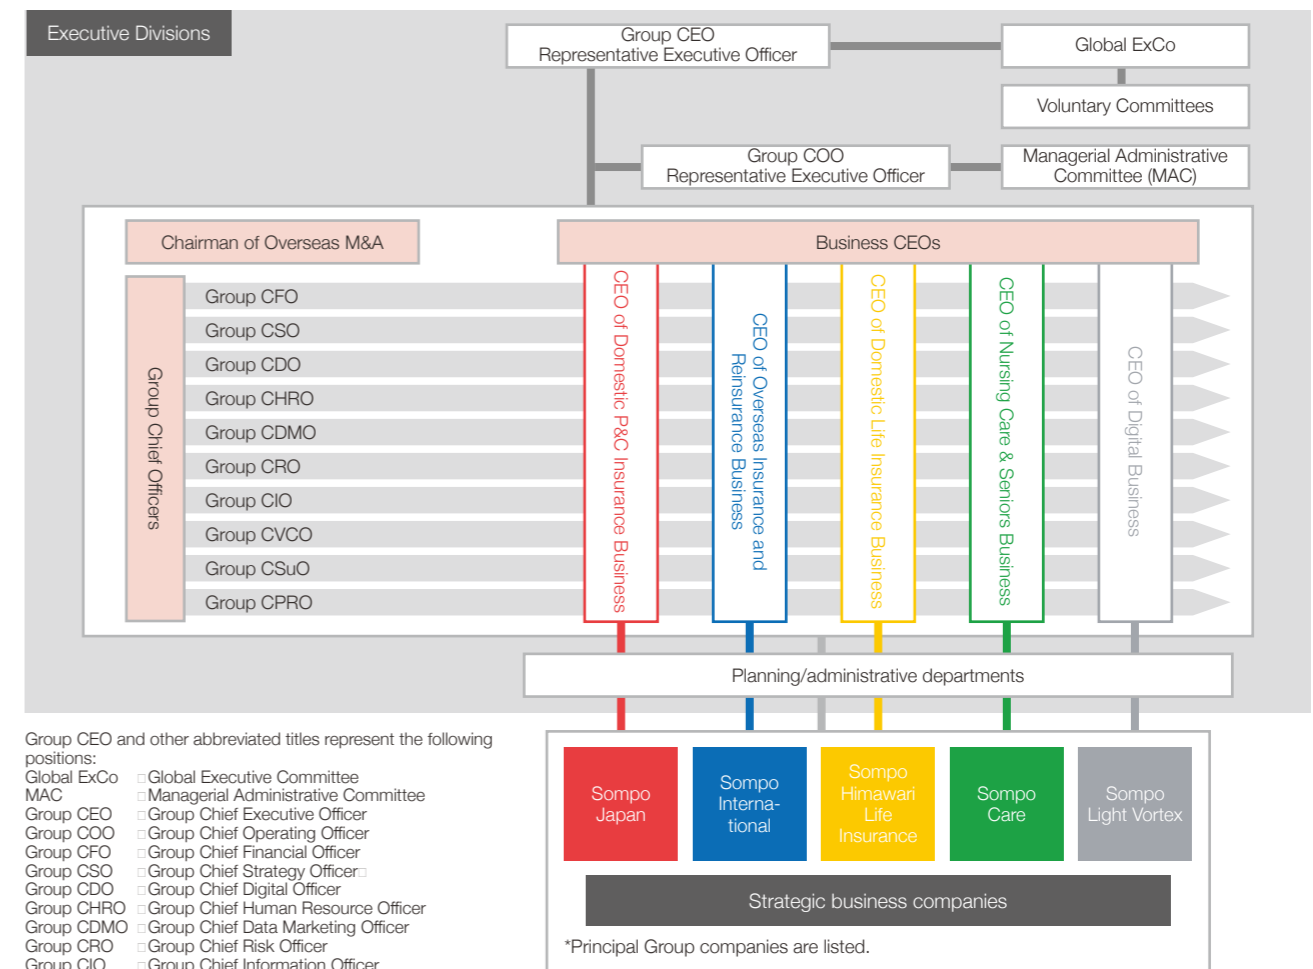 Executive Divisions
Group CEO
Representative Executive Officer
Global ExCo
Voluntary Committees
Group COO
Representative Executive Officer
Managerial Administrative
Committee (MAC)
Chairman of Overseas M&A
Business CEOs
Group Chief Officers
Group CFO
Group CSO
Group CDO
Group CHRO
Group CDMO
Group CRO
Group CIO
Group CVCO
Group CSuO
Group CPRO
CEO of Domestic P&C Insurance Business
CEO of Overseas Insurance and
Reinsurance Business
CEO of Domestic Life Insurance Business
CEO of Nursing Care & Seniors Business
CEO of Digital Business
Planning/administrative departments
Sompo
Japan
Sompo
Interna-
tional
Sompo
Himawari
Life
Insurance
Sompo
Care
Sompo
Light Vortex
Strategic business companies
*Principal Group companies are listed.
Group CEO and other abbreviated titles represent the following
positions:
Global ExCo □Global Executive Committee
MAC □Managerial Administrative Committee
Group CEO □Group Chief Executive Officer
Group COO □Group Chief Operating Officer
Group CFO □Group Chief Financial Officer
Group CSO □Group Chief Strategy Officer□
Group CDO □Group Chief Digital Officer
Group CHRO □Group Chief Human Resource Officer
Group CDMO □Group Chief Data Marketing Officer
Group CRO □Group Chief Risk Officer
Group CIO □Group Chief Information Officer